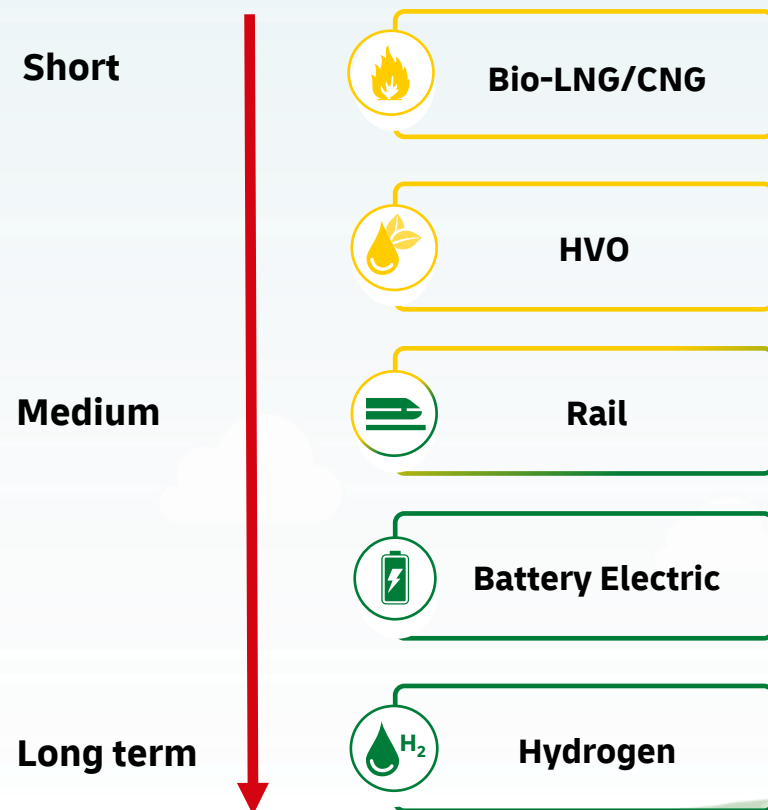 Short
Bio-LNG/CNG
HVO
Medium
Rail
Battery Electric
Long term
H₂
Hydrogen